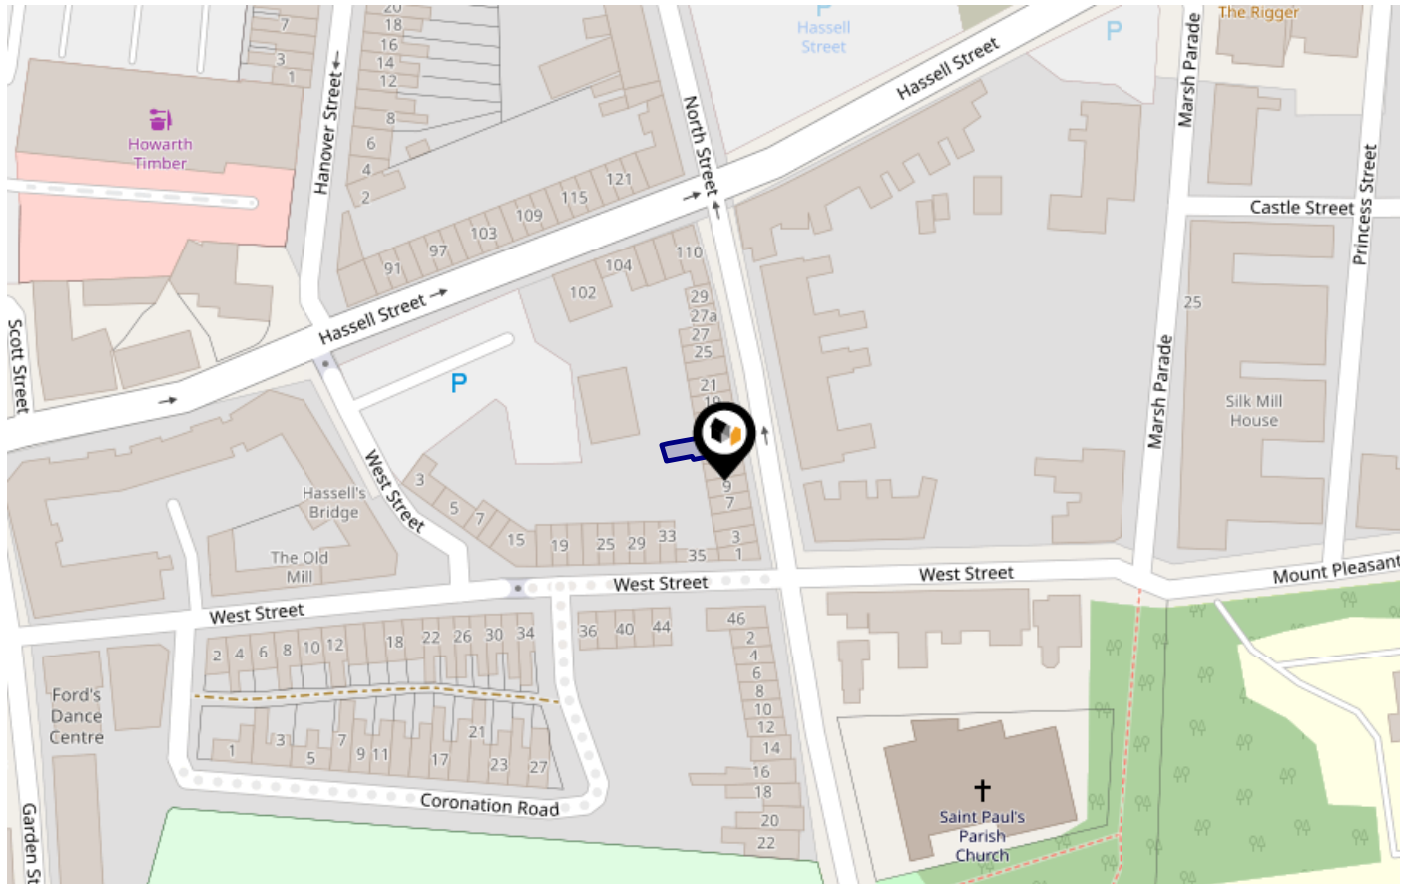 20
18
16
14
12
8
6
4
2
7
3
1
Hanover Street
Howarth
Timber
P
Hassell
Street
P
Hassell Street
North Street
Marsh Parade
The Rigger
Castle Street
Princess Street
121
115
109
103
97
91
110
104
102
29
27a
27
25
21
19
9
7
3
1
Hassell Street
Scott Street
P
25
Silk Mill
House
Marsh Parade
West Street
3
5
7
15
19
25
29
33
35
Hassell's
Bridge
The Old
Mill
West Street
West Street
West Street
Mount Pleasant
2
4
6
8
10
12
18
22
26
30
34
36
40
44
46
2
4
6
8
10
12
14
16
18
20
22
Ford's
Dance
Centre
1
3
5
7
9
11
17
21
23
27
Coronation Road
Garden St
Saint Paul's
Parish
Church